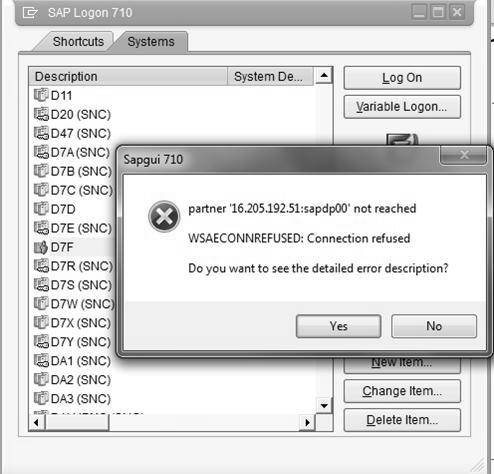 SAP Logon 710
Shortcuts Systems
Description System De...
Log On
Variable Logon...
D11
D20 (SNC)
D47 (SNC)
D7A (SNC)
D7B (SNC)
D7C (SNC)
D7D
D7E (SNC)
D7F
D7R (SNC)
D7S (SNC)
D7W (SNC)
D7X (SNC)
D7Y (SNC)
DA1 (SNC)
DA2 (SNC)
DA3 (SNC)
Sapgui 710
partner '16.205.192.51:sapdp00' not reached
WSAECONNREFUSED: Connection refused
Do you want to see the detailed error description?
Yes No
New Item...
Change Item...
Delete Item...